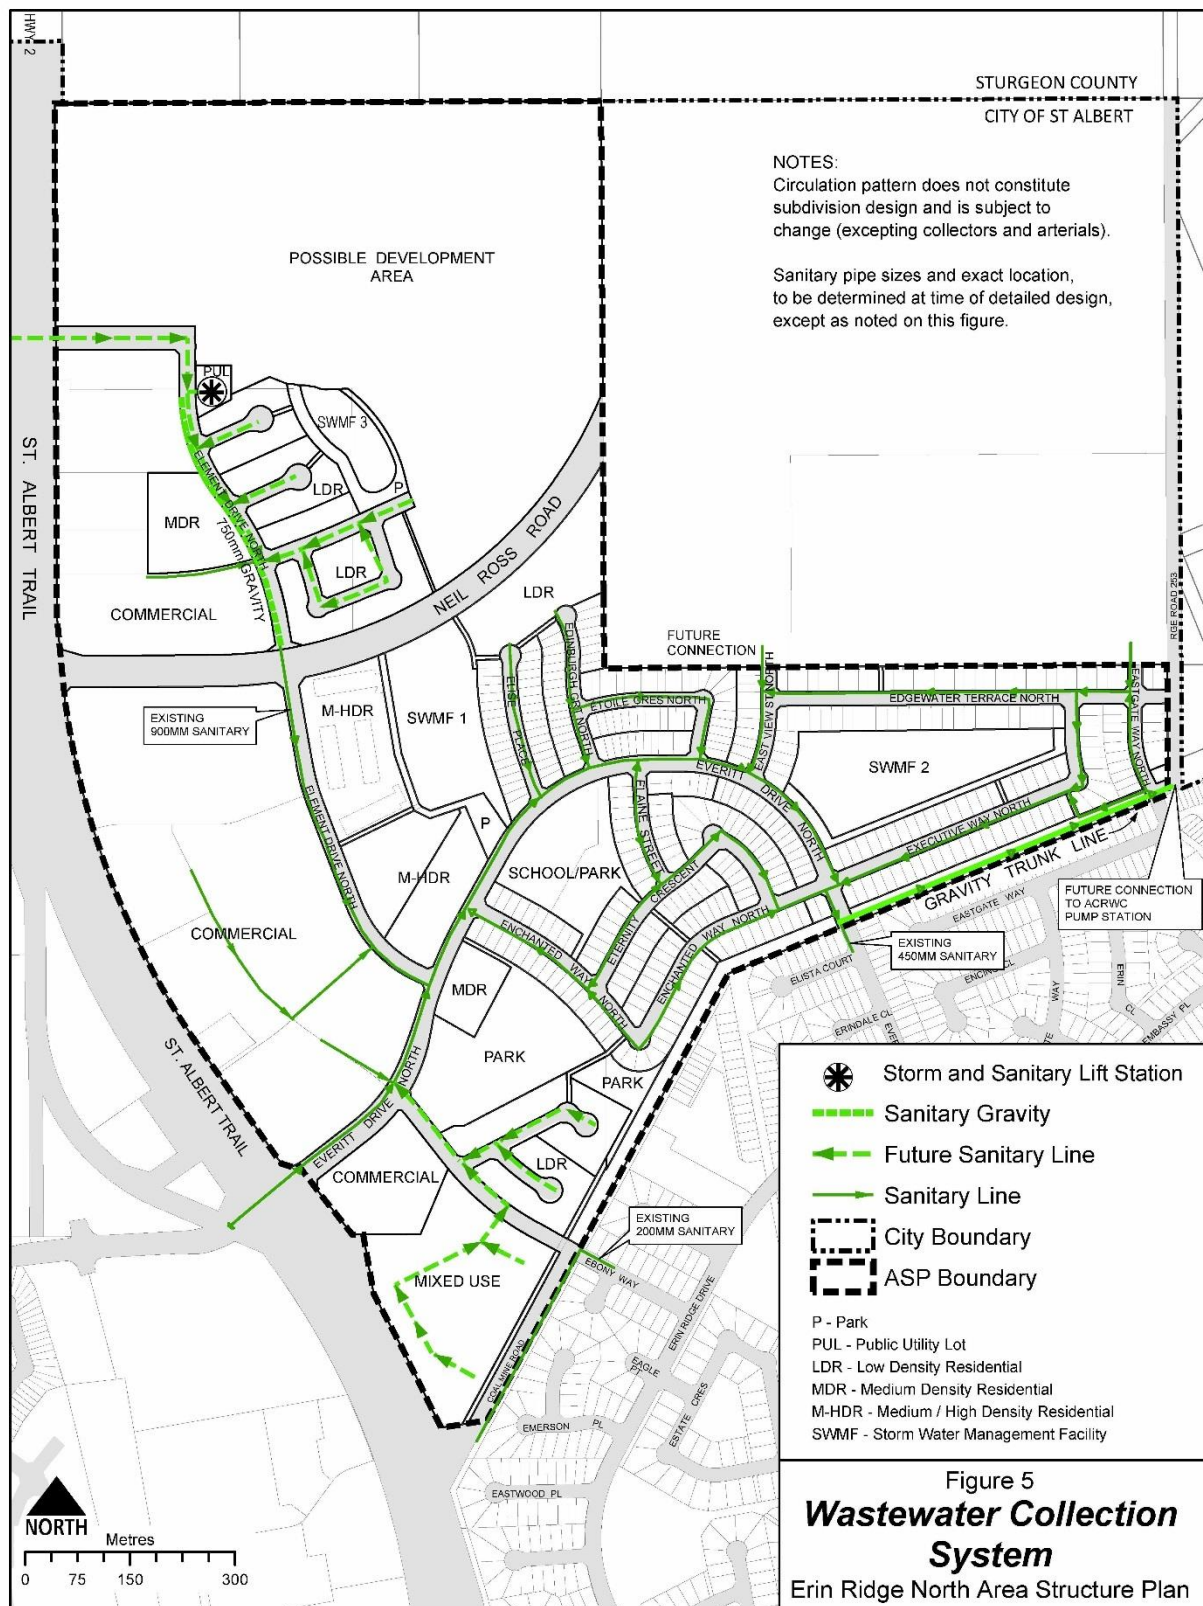 HWY 2
STURGEON COUNTY
CITY OF ST ALBERT
NOTES:
Circulation pattern does not constitute
subdivision design and is subject to
change (excepting collectors and arterials).
Sanitary pipe sizes and exact location,
to be determined at time of detailed design,
except as noted on this figure.
POSSIBLE DEVELOPMENT
AREA
PUL
SWMF 3
ST. ALBERT TRAIL
ELEMENT DRIVE NORTH
LDR
P
MDR
750mm GRAVITY
LDR
NEIL ROSS ROAD
LDR
COMMERCIAL
RGE ROAD 253
FUTURE
CONNECTION
EXISTING
900MM SANITARY
M-HDR
SWMF 1
ELISE PLACE
EDINBURGH
NORTH
ETOILE CRES NORTH
EAST VIEW ST NORTH
EDGEWATER TERRACE NORTH
EASTGATE WAY NORTH
SWMF 2
EVERITT DRIVE NORTH
ELEMENT DRIVE NORTH
P
ELAINE STREET
EXECUTIVE WAY NORTH
M-HDR
SCHOOL/PARK
ETERNITY CRESCENT
GRAVITY TRUNK LINE
FUTURE CONNECTION
TO ACRWC
PUMP STATION
EASTGATE WAY
COMMERCIAL
ENCHANTED WAY NORTH
ENCHANTED WAY NORTH
EXISTING
450MM SANITARY
ELISTA COURT
ERIN
CL
WAY
EMBASSY PL
MDR
ERINDALE CL
PARK
PARK
ST. ALBERT TRAIL
EVERITT DRIVE NORTH
LDR
COMMERCIAL
EXISTING
200MM SANITARY
EBONY WAY
MIXED USE
ERIN RIDGE DRIVE
COAL MINE ROAD
EAGLE
PT
ESTATE CRES
EMERSON PL
EASTWOOD PL
Storm and Sanitary Lift Station
Sanitary Gravity
Future Sanitary Line
Sanitary Line
City Boundary
ASP Boundary
P - Park
PUL - Public Utility Lot
LDR - Low Density Residential
MDR - Medium Density Residential
M-HDR - Medium / High Density Residential
SWMF - Storm Water Management Facility
NORTH
Metres
0 75 150 300
Figure 5
Wastewater Collection
System
Erin Ridge North Area Structure Plan